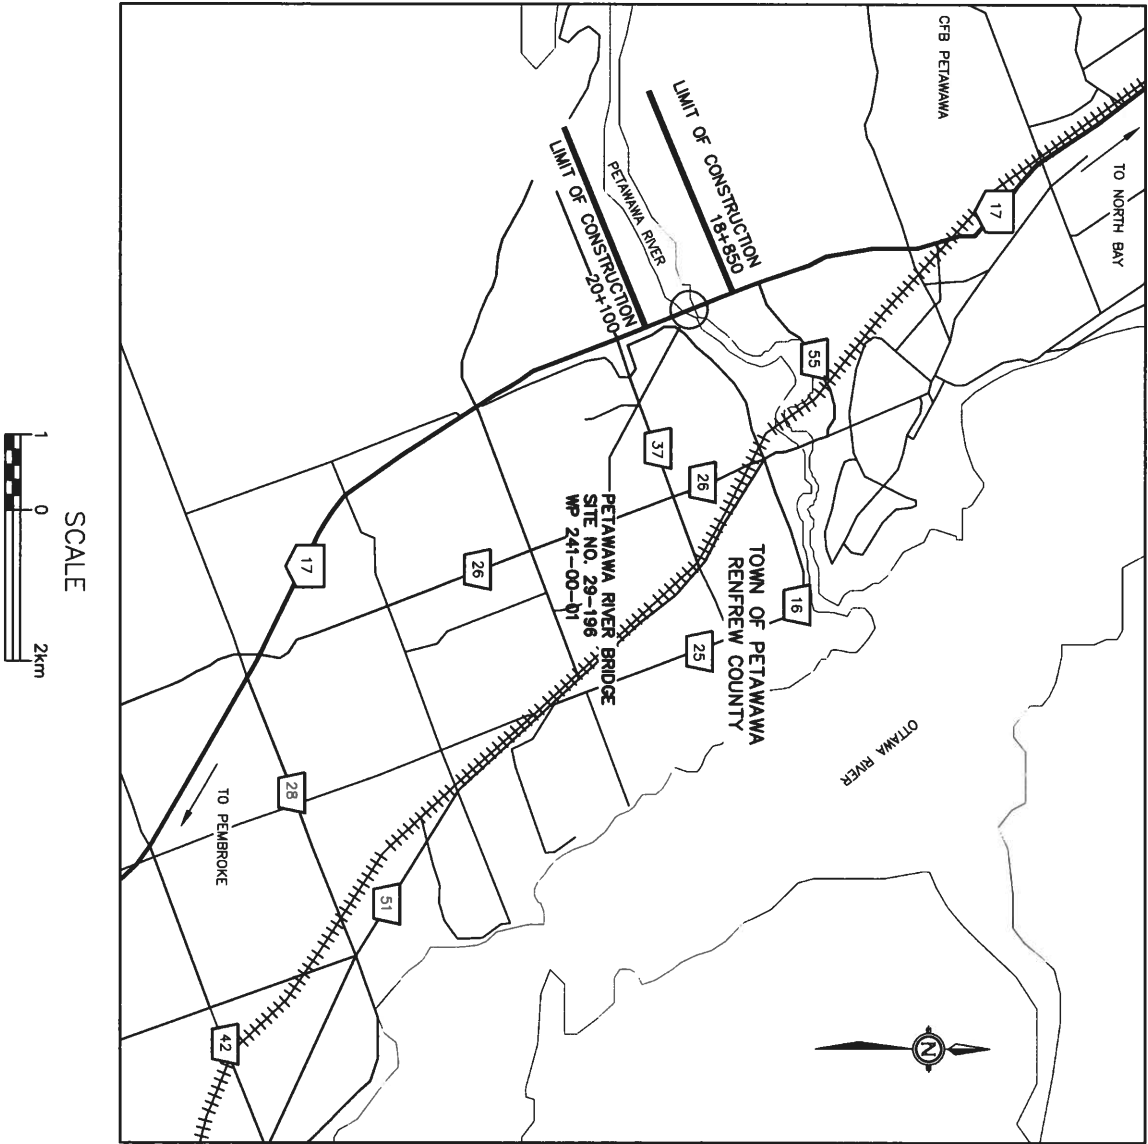 CFB PETAWAWA
TO NORTH BAY
17
LIMIT OF CONSTRUCTION
18+850
PETAWAWA RIVER
LIMIT OF CONSTRUCTION
20+100
55
37
26
PETAWAWA RIVER BRIDGE
SITE NO. 29-196
WP 241-00-01
TOWN OF PETAWAWA
RENFREW COUNTY
16
25
26
17
OTTAWA RIVER
28
TO PEMBROKE
51
42
N
SCALE
1 0 2km